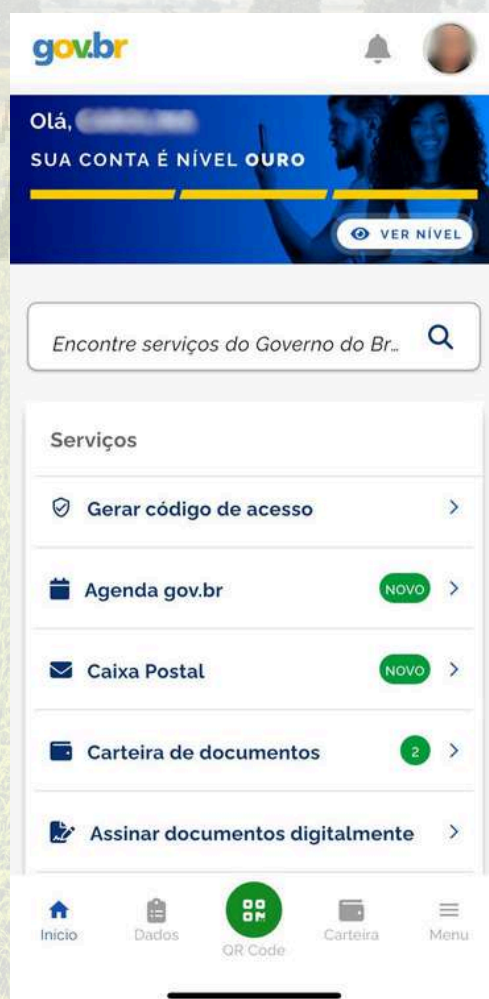 gov.br
Olá,
SUA CONTA É NÍVEL OURO
VER NÍVEL
Encontre serviços do Governo do Br...
Serviços
Gerar código de acesso
Agenda gov.br NOVO
Caixa Postal NOVO
Carteira de documentos 2
Assinar documentos digitalmente
Início Dados QR Code Carteira Menu